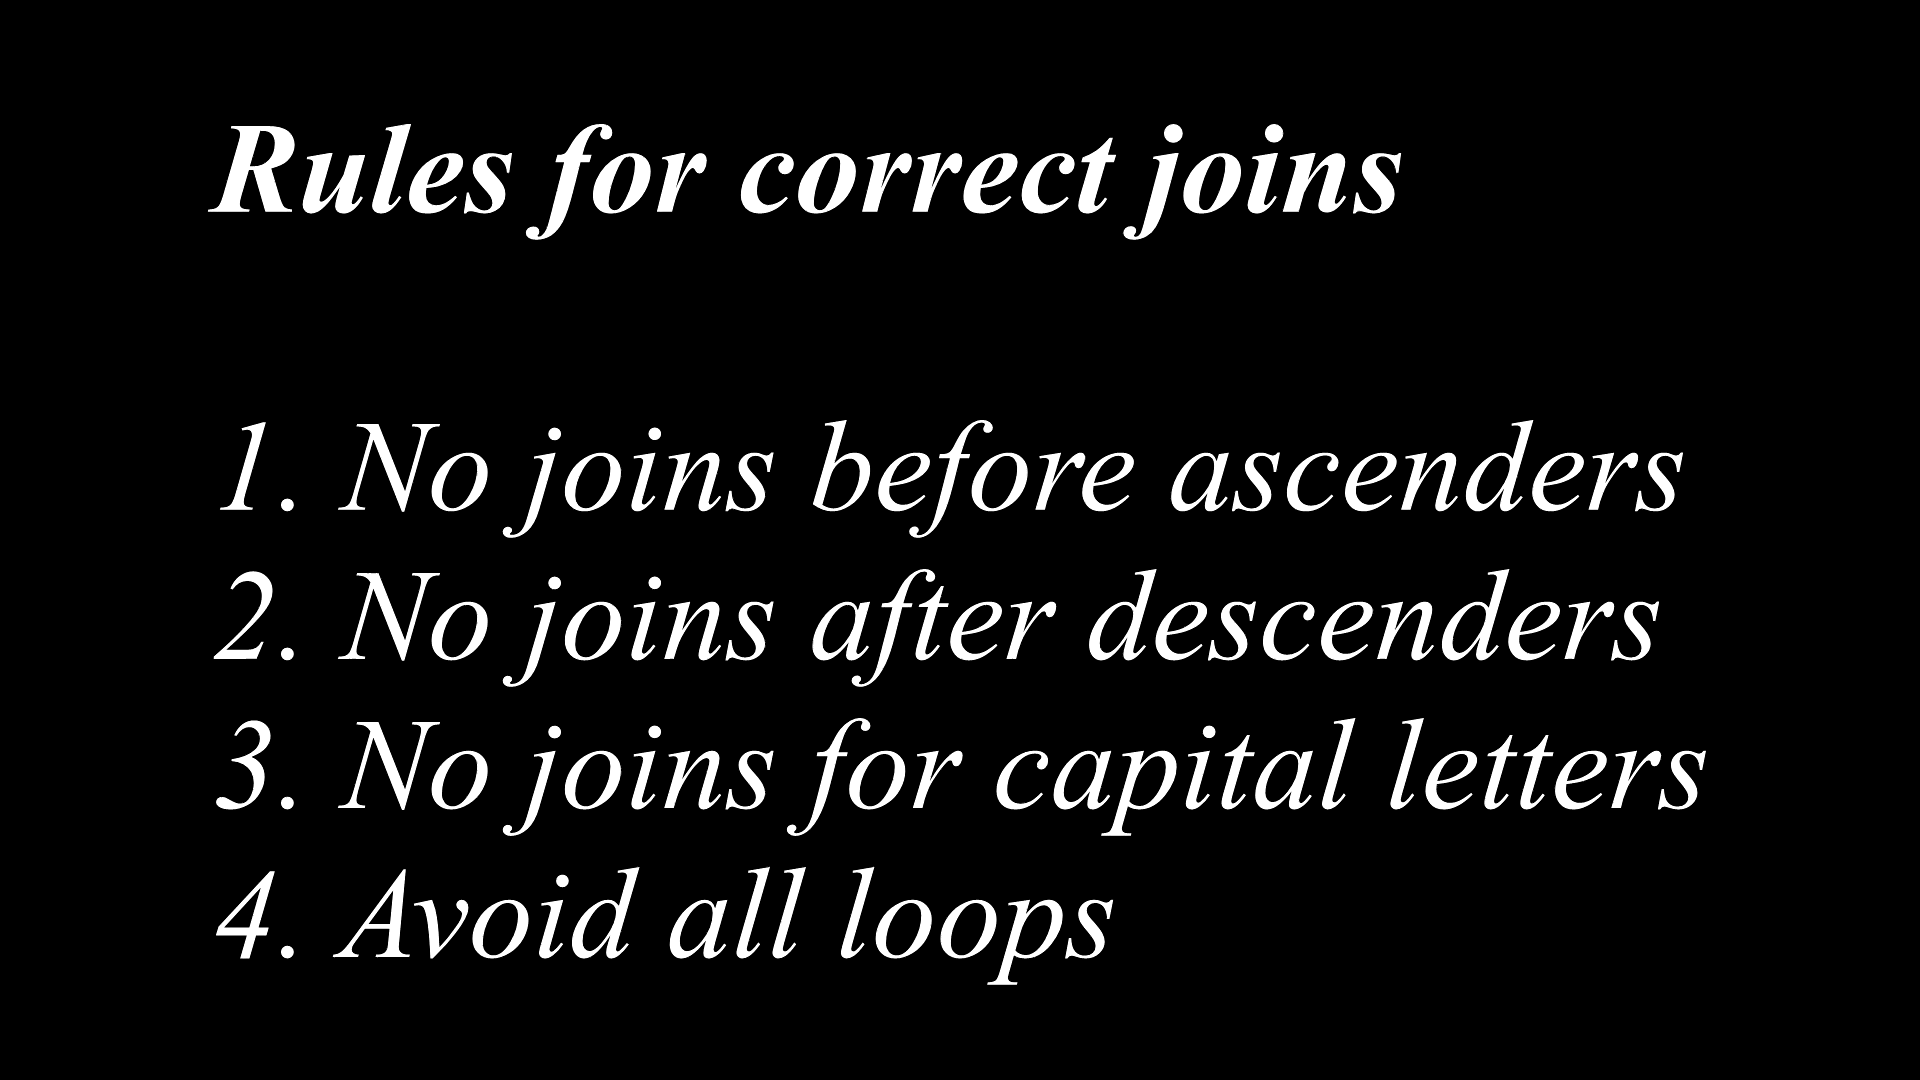 Rules for correct joins
1. No joins before ascenders
2. No joins after descenders
3. No joins for capital letters
4. Avoid all loops